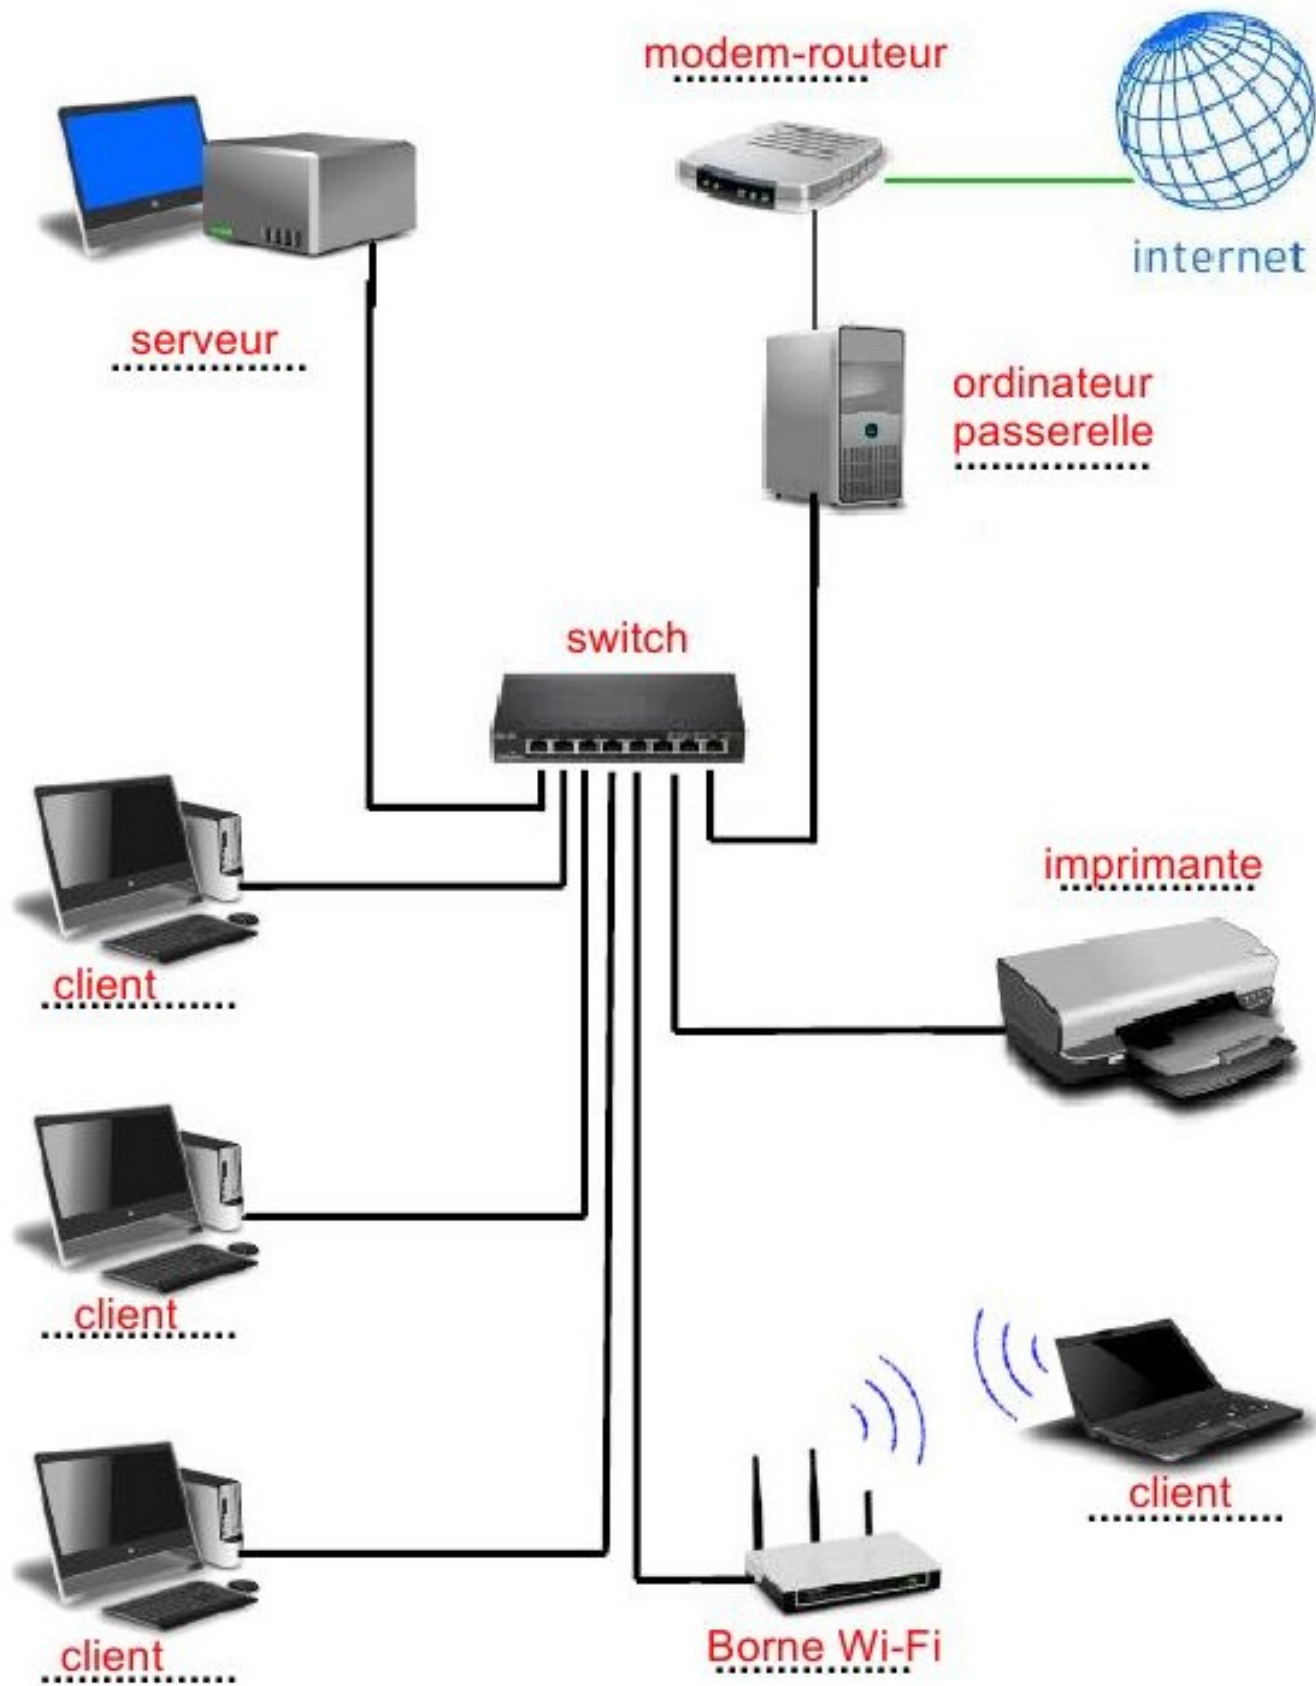 modem-routeur
internet
serveur
ordinateur
passerelle
switch
imprimante
client
client
client
client
Borne Wi-Fi